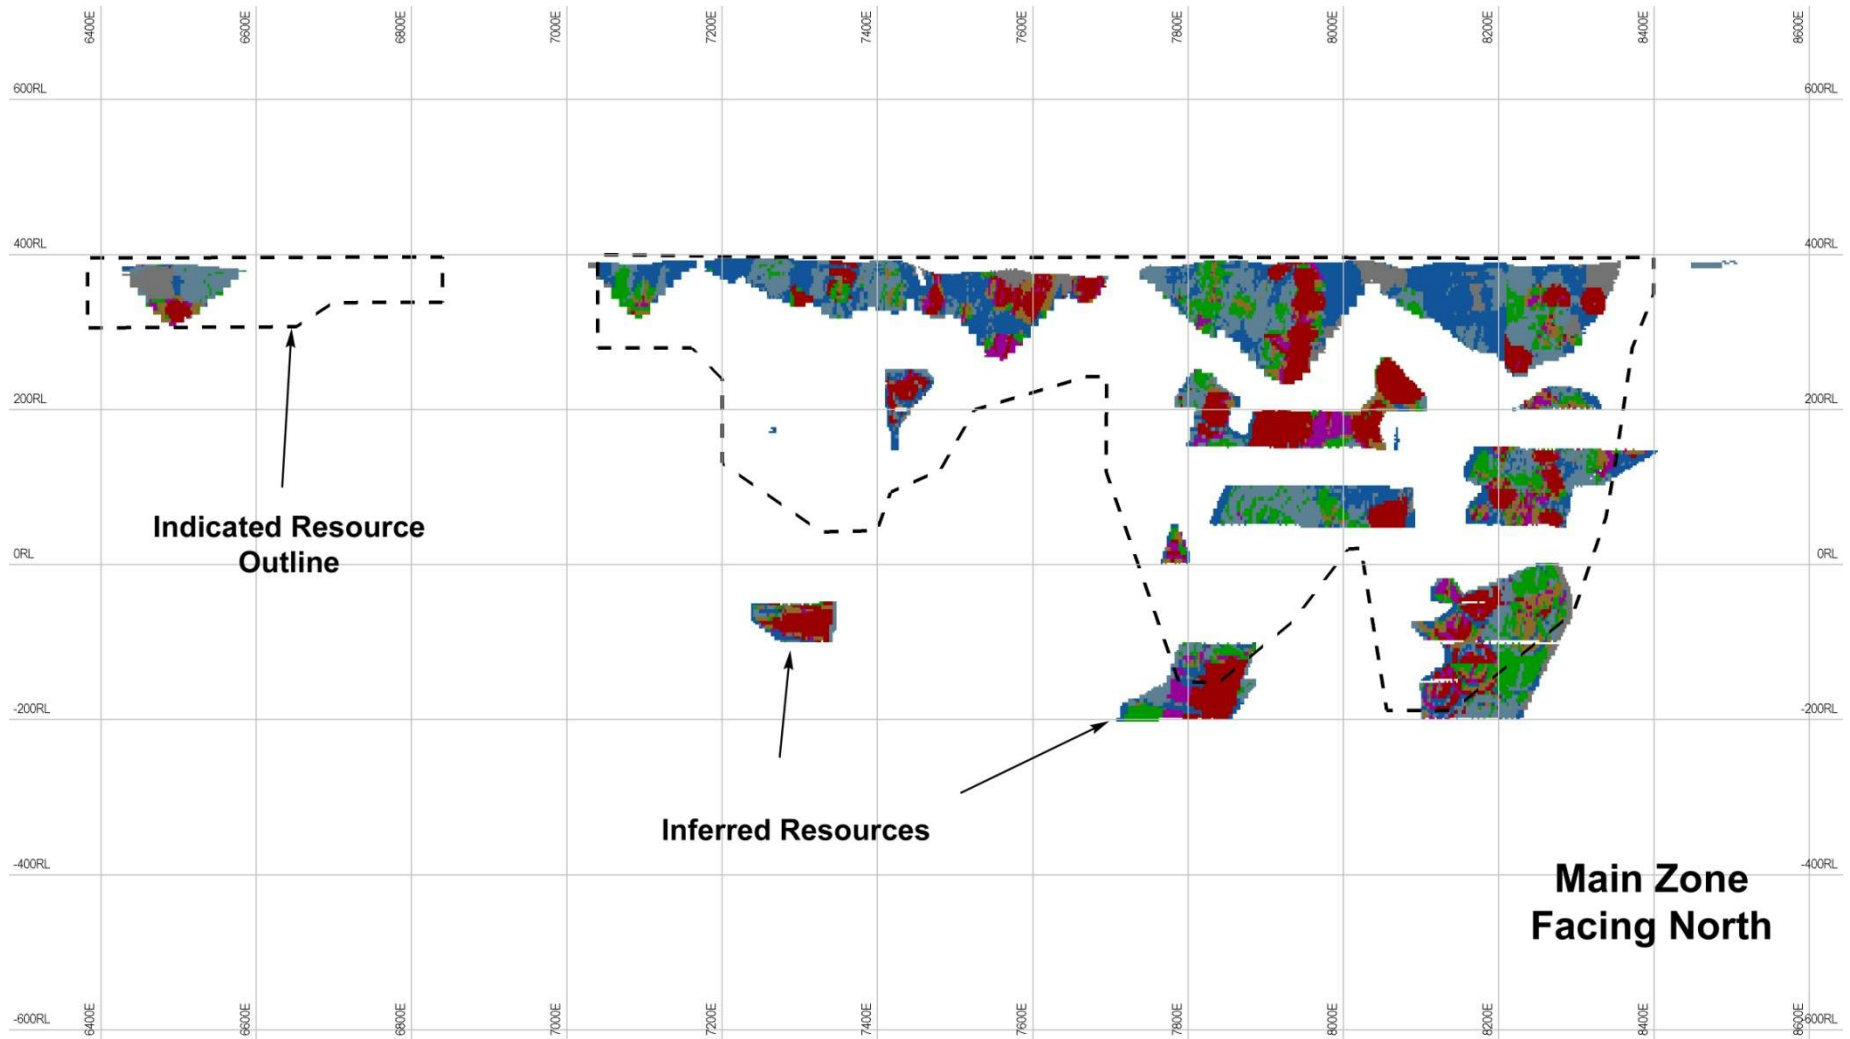 6400E
6600E
6800E
7000E
7200E
7400E
7600E
7800E
8000E
8200E
8400E
8600E
600RL
600RL
400RL
400RL
200RL
200RL
Indicated Resource
Outline
0RL
0RL
-200RL
-200RL
Inferred Resources
-400RL
-400RL
Main Zone
Facing North
-600RL
-600RL
6400E
6600E
6800E
7000E
7200E
7400E
7600E
7800E
8000E
8200E
8400E
8600E